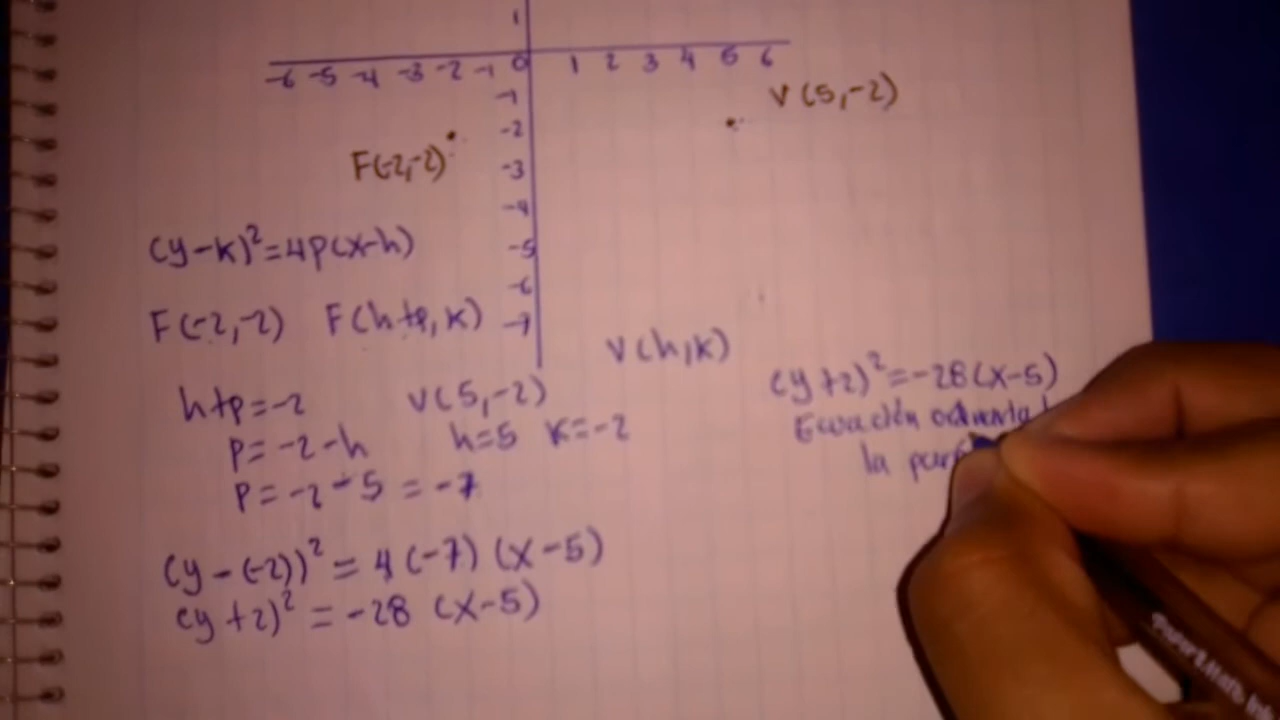 1
-6 -5 -4 -3 -2 -1 0 1 2 3 4 5 6
-1
-2
-3
-4
-5
-6
-7
V(5,-2)
F(-2,-2)
(y-k)²=4p(x-h)
F(-2,-2) F(h+p,k)
V(h,k)
h+p=-2 V(5,-2)
p=-2-h h=5 k=-2
p=-2-5=-7
(y-(-2))²=4(-7)(x-5)
(y+2)²=-28(x-5)
(y+2)²=-28(x-5)
Ecuación
la